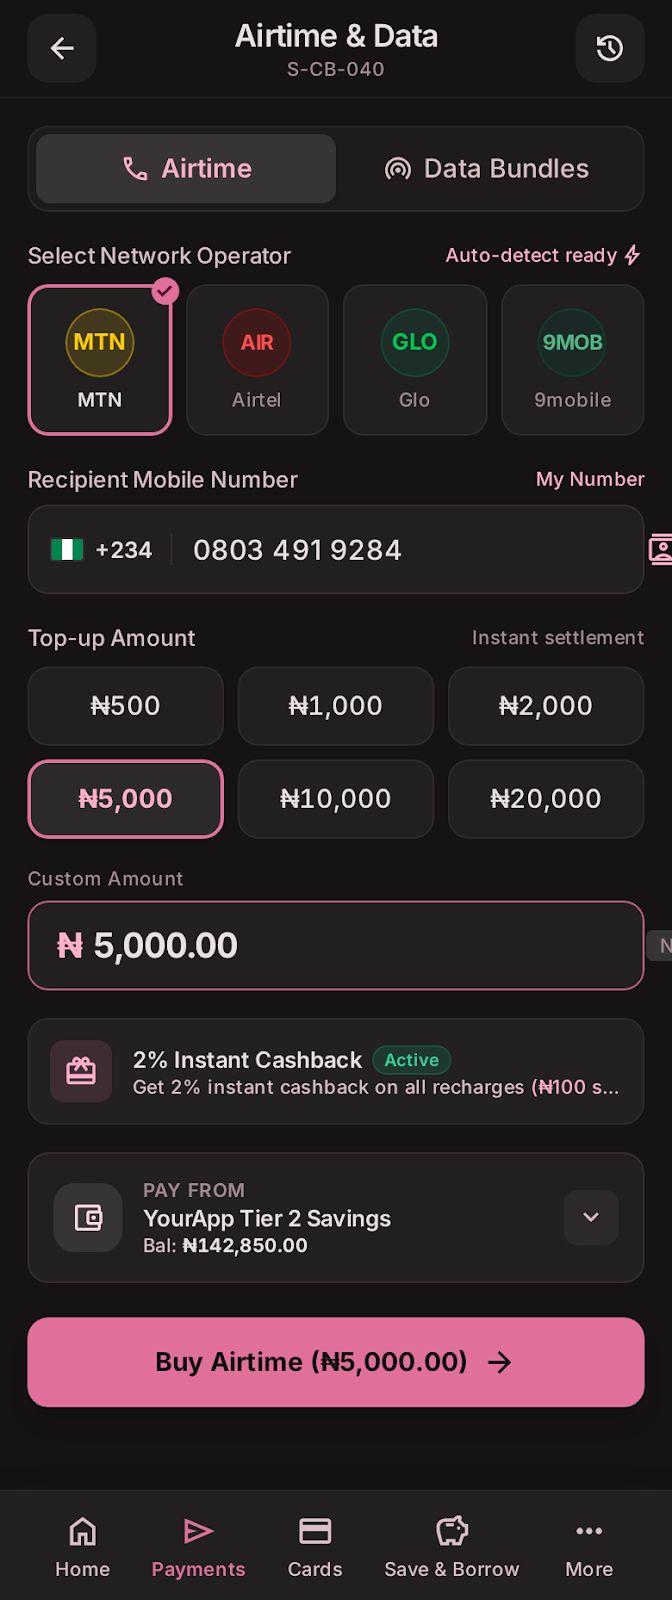 Airtime & Data
S-CB-040
Airtime
Data Bundles
Select Network Operator
Auto-detect ready
MTN
AIR
GLO
9MOB
MTN
Airtel
Glo
9mobile
Recipient Mobile Number
My Number
+234
0803 491 9284
Top-up Amount
Instant settlement
₦500
₦1,000
₦2,000
₦5,000
₦10,000
₦20,000
Custom Amount
₦ 5,000.00
N
2% Instant Cashback
Active
Get 2% instant cashback on all recharges (₦100 s...
PAY FROM
YourApp Tier 2 Savings
Bal: ₦142,850.00
Buy Airtime (₦5,000.00)
Home
Payments
Cards
Save & Borrow
More